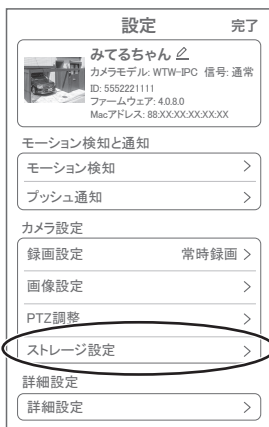 設定 完了
みてるちゃん
カメラモデル: WTW-IPC 信号: 通常
ID: 5552221111
ファームウェア: 4.0.8.0
Macアドレス: 88:XX:XX:XX:XX:XX
モーション検知と通知
モーション検知 >
プッシュ通知 >
カメラ設定
録画設定 常時録画 >
画像設定 >
PTZ調整 >
ストレージ設定 >
詳細設定
詳細設定 >